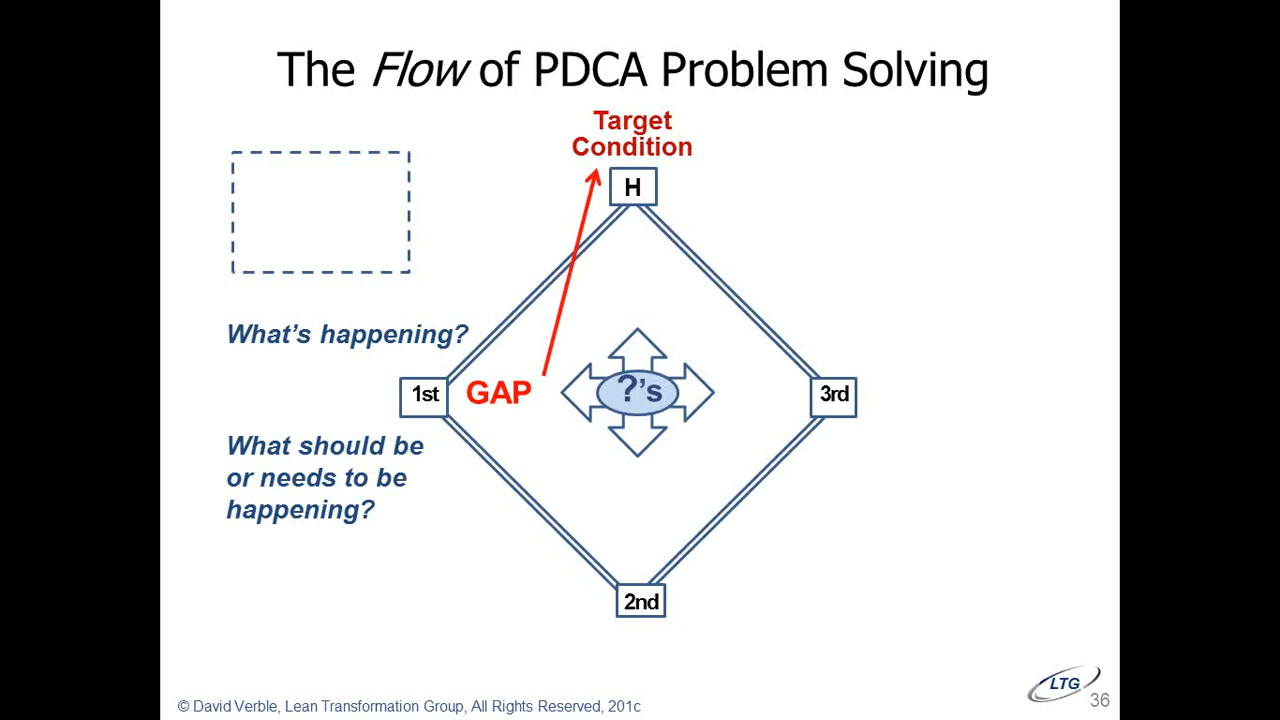 The Flow of PDCA Problem Solving
Target
Condition
H
What's happening?
1st
GAP
?'s
3rd
What should be
or needs to be
happening?
2nd
© David Verble, Lean Transformation Group, All Rights Reserved, 201c
LTG
36